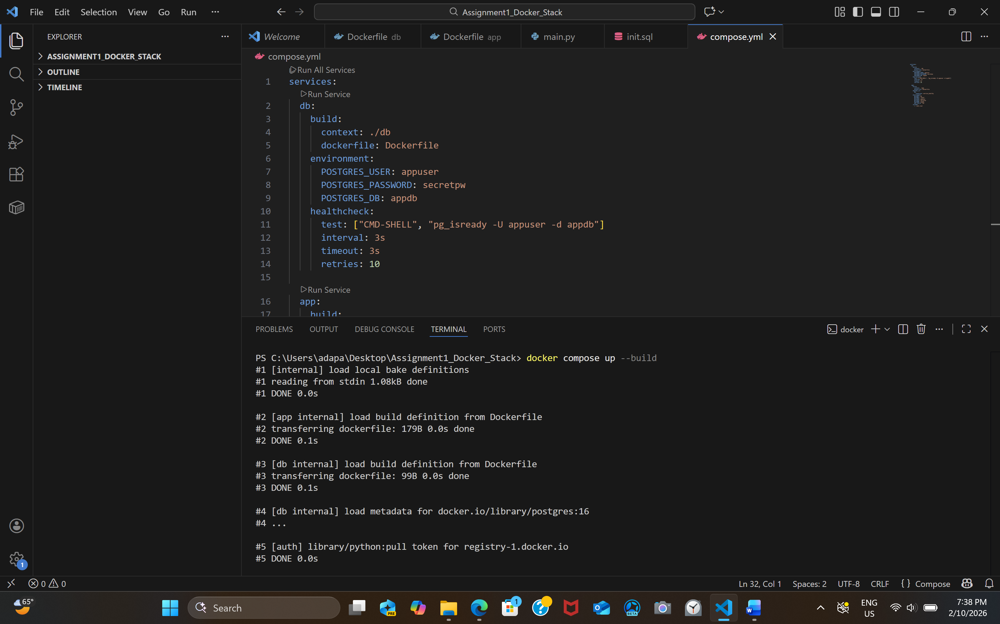 File Edit Selection View Go Run ...
Assignment1_Docker_Stack
EXPLORER
ASSIGNMENT1_DOCKER_STACK
OUTLINE
TIMELINE
Welcome
Dockerfile db
Dockerfile app
main.py
init.sql
compose.yml
compose.yml
Run All Services
1 services:
Run Service
2 db:
3 build:
4 context: ./db
5 dockerfile: Dockerfile
6 environment:
7 POSTGRES_USER: appuser
8 POSTGRES_PASSWORD: secretpw
9 POSTGRES_DB: appdb
10 healthcheck:
11 test: ["CMD-SHELL", "pg_isready -U appuser -d appdb"]
12 interval: 3s
13 timeout: 3s
14 retries: 10
15
Run Service
16 app:
17 build:
PROBLEMS OUTPUT DEBUG CONSOLE TERMINAL PORTS
docker
PS C:\Users\adapa\Desktop\Assignment1_Docker_Stack> docker compose up --build
#1 [internal] load local bake definitions
#1 reading from stdin 1.08kB done
#1 DONE 0.0s
#2 [app internal] load build definition from Dockerfile
#2 transferring dockerfile: 179B 0.0s done
#2 DONE 0.1s
#3 [db internal] load build definition from Dockerfile
#3 transferring dockerfile: 99B 0.0s done
#3 DONE 0.1s
#4 [db internal] load metadata for docker.io/library/postgres:16
#4 ...
#5 [auth] library/python:pull token for registry-1.docker.io
#5 DONE 0.0s
1
0 0
Ln 32, Col 1 Spaces: 2 UTF-8 CRLF { } Compose
65°
Search
PRE
1
BETA
ENG
US
7:38 PM
2/10/2026